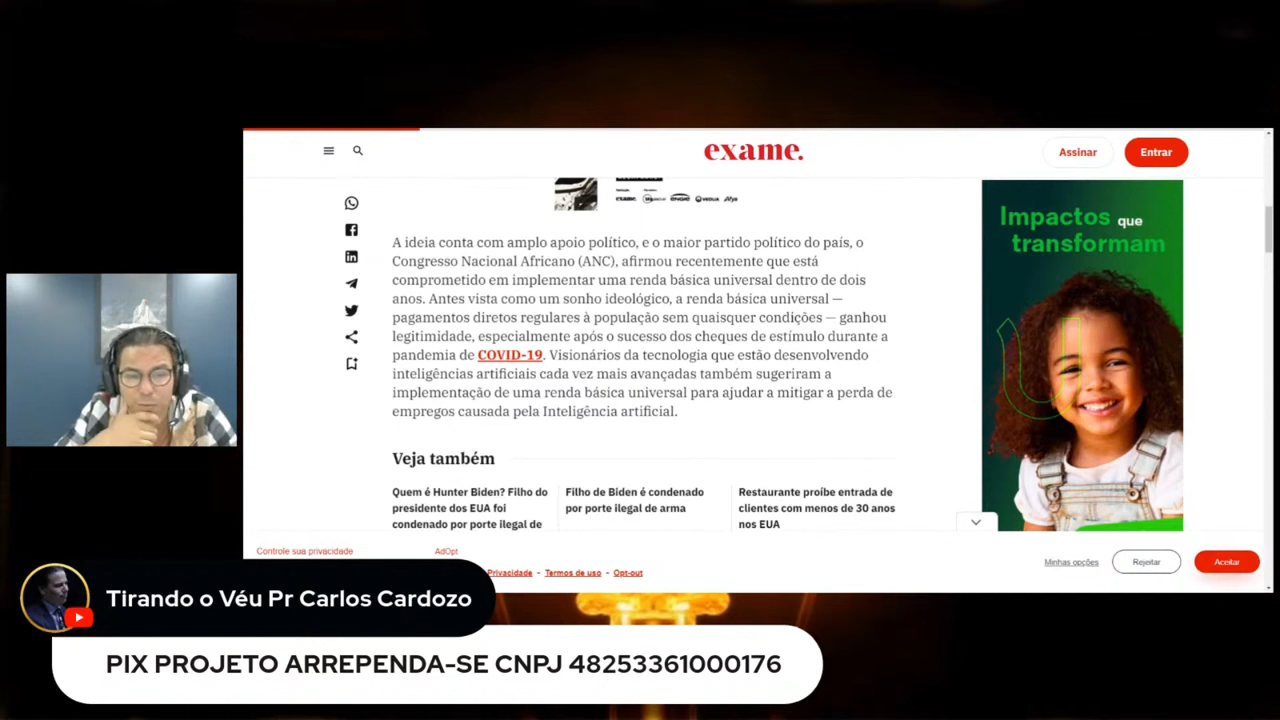 exame.
Assinar
Entrar
Impactos que
transformam
A ideia conta com amplo apoio político, e o maior partido político do país, o
Congresso Nacional Africano (ANC), afirmou recentemente que está
comprometido em implementar uma renda básica universal dentro de dois
anos. Antes vista como um sonho ideológico, a renda básica universal —
pagamentos diretos regulares à população sem quaisquer condições — ganhou
legitimidade, especialmente após o sucesso dos cheques de estímulo durante a
pandemia de COVID-19. Visionários da tecnologia que estão desenvolvendo
inteligências artificiais cada vez mais avançadas também sugeriram a
implementação de uma renda básica universal para ajudar a mitigar a perda de
empregos causada pela Inteligência artificial.
Veja também
Quem é Hunter Biden? Filho do
presidente dos EUA foi
condenado por porte ilegal de
Filho de Biden é condenado
por porte ilegal de arma
Restaurante proíbe entrada de
clientes com menos de 30 anos
nos EUA
Controle sua privacidade
AdOpt
Privacidade - Termos de uso - Opt-out
Minhas opções
Rejeitar
Aceitar
Tirando o Véu Pr Carlos Cardozo
PIX PROJETO ARREPENDA-SE CNPJ 48253361000176